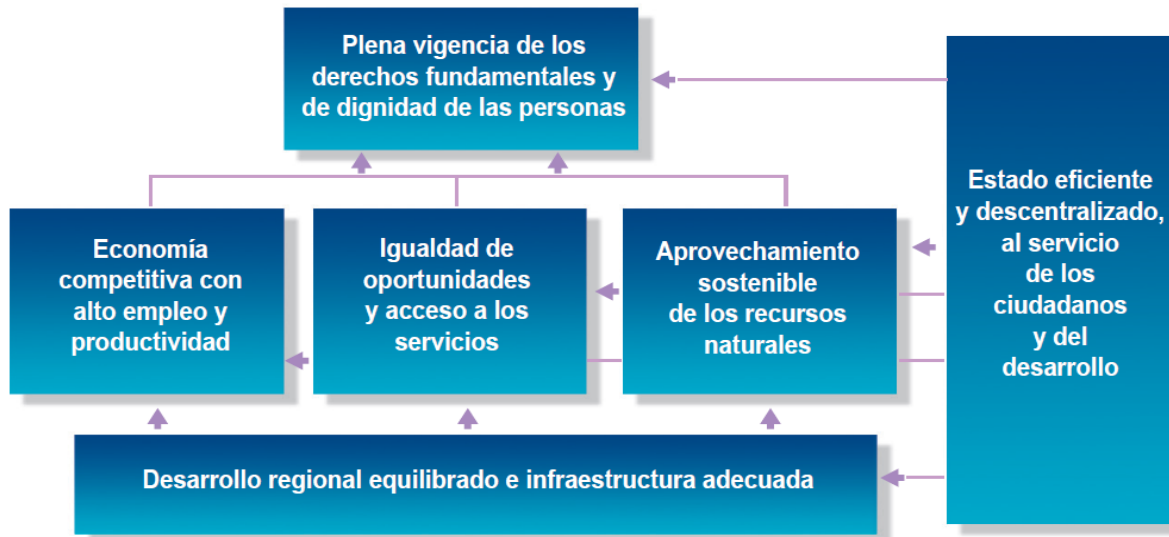 Plena vigencia de los
derechos fundamentales y
de dignidad de las personas
Economía
competitiva con
alto empleo y
productividad
Igualdad de
oportunidades
y acceso a los
servicios
Aprovechamiento
sostenible
de los recursos
naturales
Estado eficiente
y descentralizado,
al servicio
de los
ciudadanos
y del
desarrollo
Desarrollo regional equilibrado e infraestructura adecuada